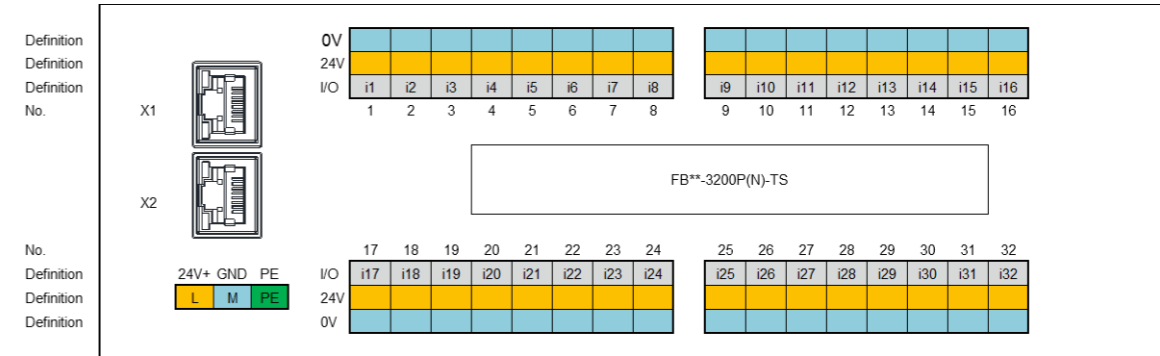 Definition 0V
Definition 24V
Definition I/O i1 i2 i3 i4 i5 i6 i7 i8 i9 i10 i11 i12 i13 i14 i15 i16
No. X1 1 2 3 4 5 6 7 8 9 10 11 12 13 14 15 16
FB**-3200P(N)-TS
X2
No. 17 18 19 20 21 22 23 24 25 26 27 28 29 30 31 32
Definition 24V+ GND PE I/O i17 i18 i19 i20 i21 i22 i23 i24 i25 i26 i27 i28 i29 i30 i31 i32
Definition L M PE 24V
Definition 0V